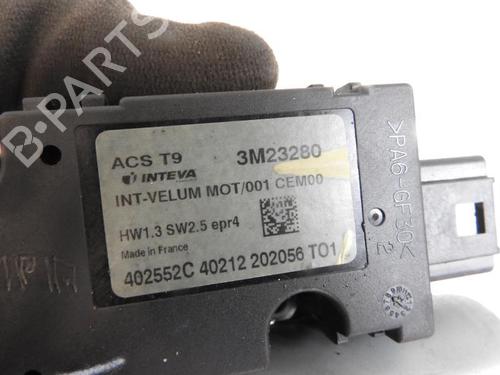 ACS T9 3M23280
INTEVA
INT-VELUM MOT/001 CEM00
HW1.3 SW2.5 epr4
Made in France
402552C 40212 202056 T01
>PA6-GF30<
2
B-PARTS